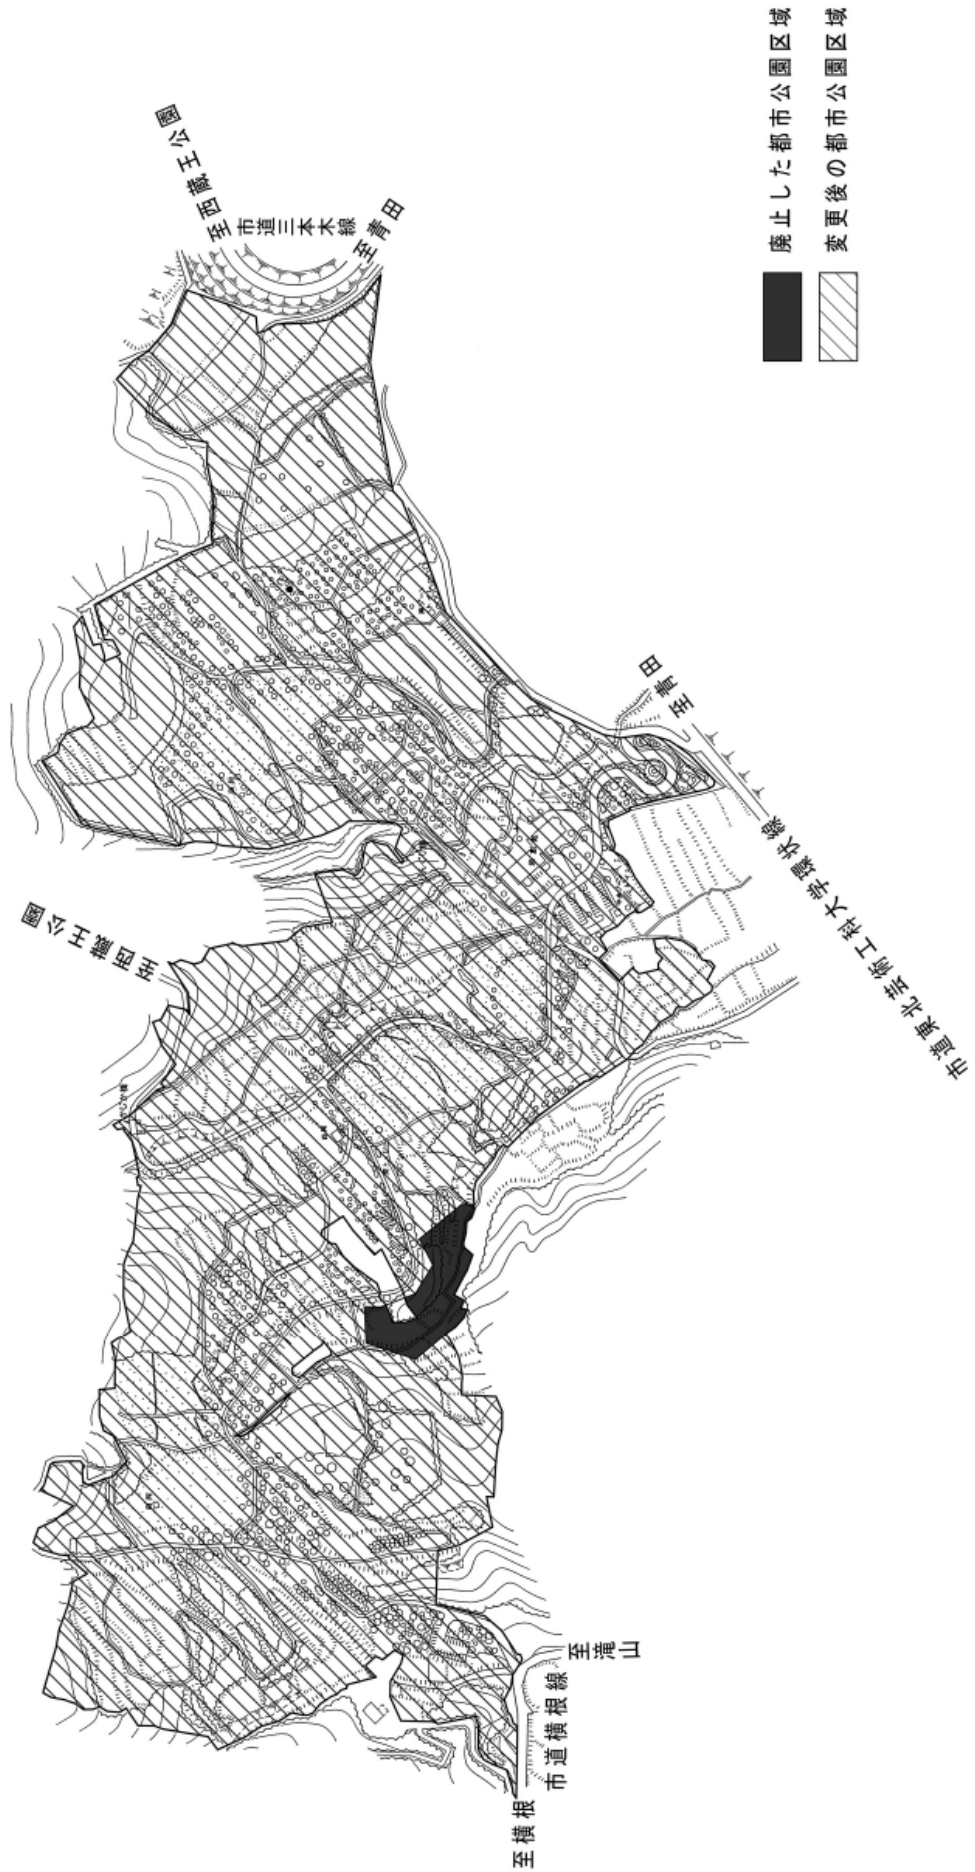 至西蔵王公園
市道三本木線
至青田
廃止した都市公園区域
変更後の都市公園区域
至西蔵王公園
至青田
市道東北芸術工科大学環状線
至滝山
市道横根線
至横根